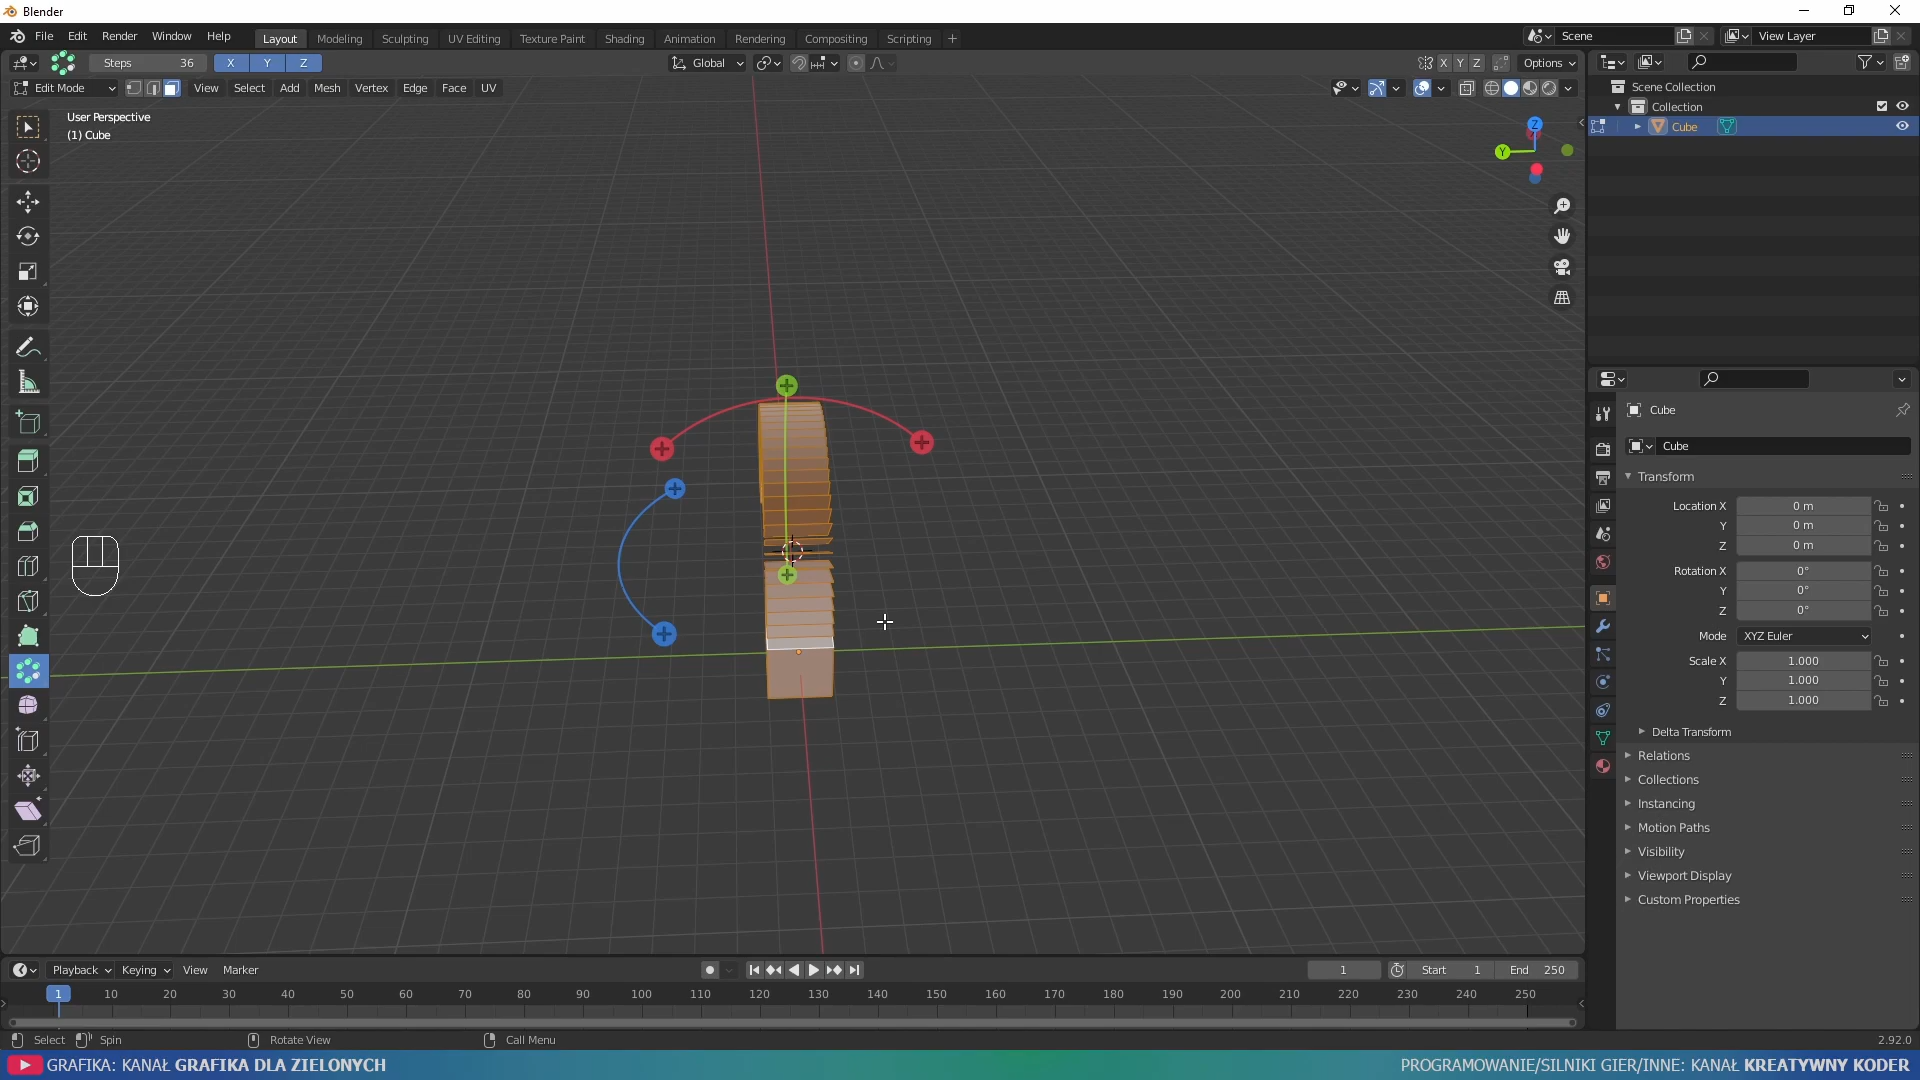 Blender
File Edit Render Window Help Layout Modeling Sculpting UV Editing Texture Paint Shading Animation Rendering Compositing Scripting + Scene View Layer
Steps 36 X Y Z Global X Y Z Options
Edit Mode View Select Add Mesh Vertex Edge Face UV
User Perspective
(1) Cube
Z
Y
Scene Collection
Collection
Cube
Cube
Cube
Transform
Location X 0 m
Y 0 m
Z 0 m
Rotation X 0°
Y 0°
Z 0°
Mode XYZ Euler
Scale X 1.000
Y 1.000
Z 1.000
Delta Transform
Relations
Collections
Instancing
Motion Paths
Visibility
Viewport Display
Custom Properties
Playback Keying View Marker 1 Start 1 End 250
1 10 20 30 40 50 60 70 80 90 100 110 120 130 140 150 160 170 180 190 200 210 220 230 240 250
Select Spin Rotate View Call Menu 2.92.0
GRAFIKA: KANAŁ GRAFIKA DLA ZIELONYCH PROGRAMOWANIE/SILNIKI GIER/INNE: KANAŁ KREATYWNY KODER